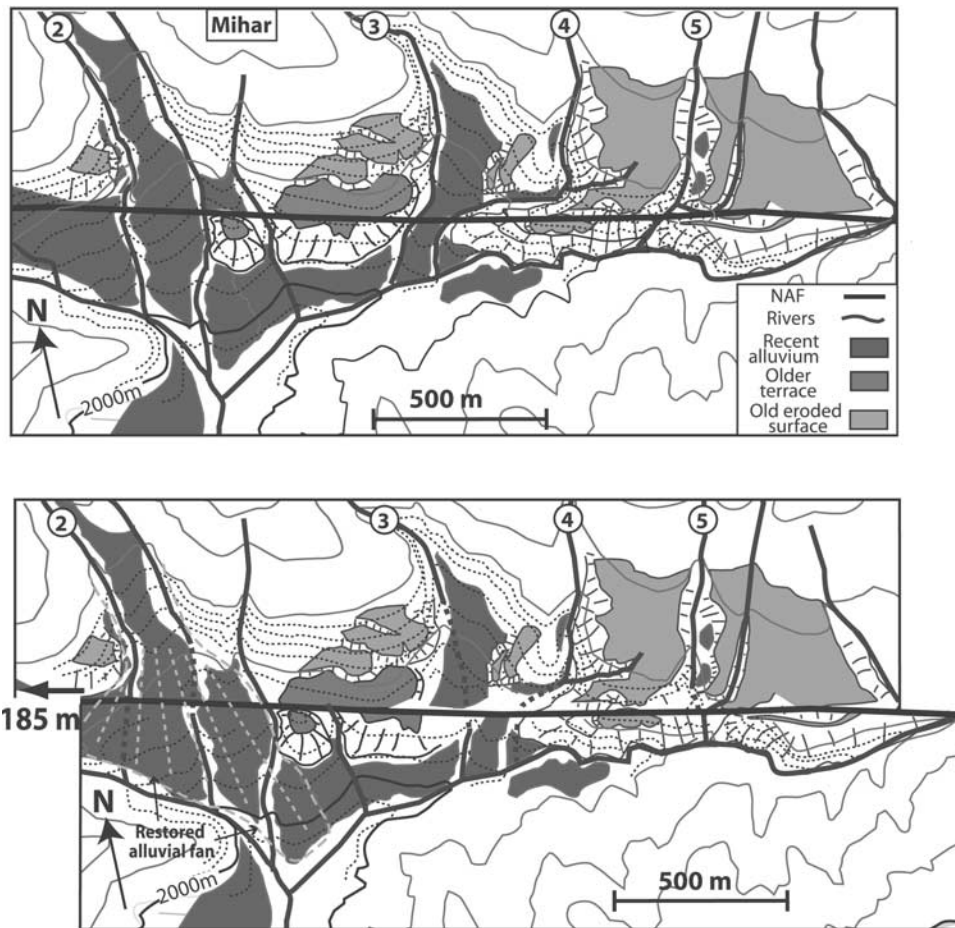 2
Mihar
3
4
5
N
2000m
500 m
NAF
Rivers
Recent
alluvium
Older
terrace
Old eroded
surface
2
3
4
5
185 m
N
Restored
alluvial fan
2000m
500 m